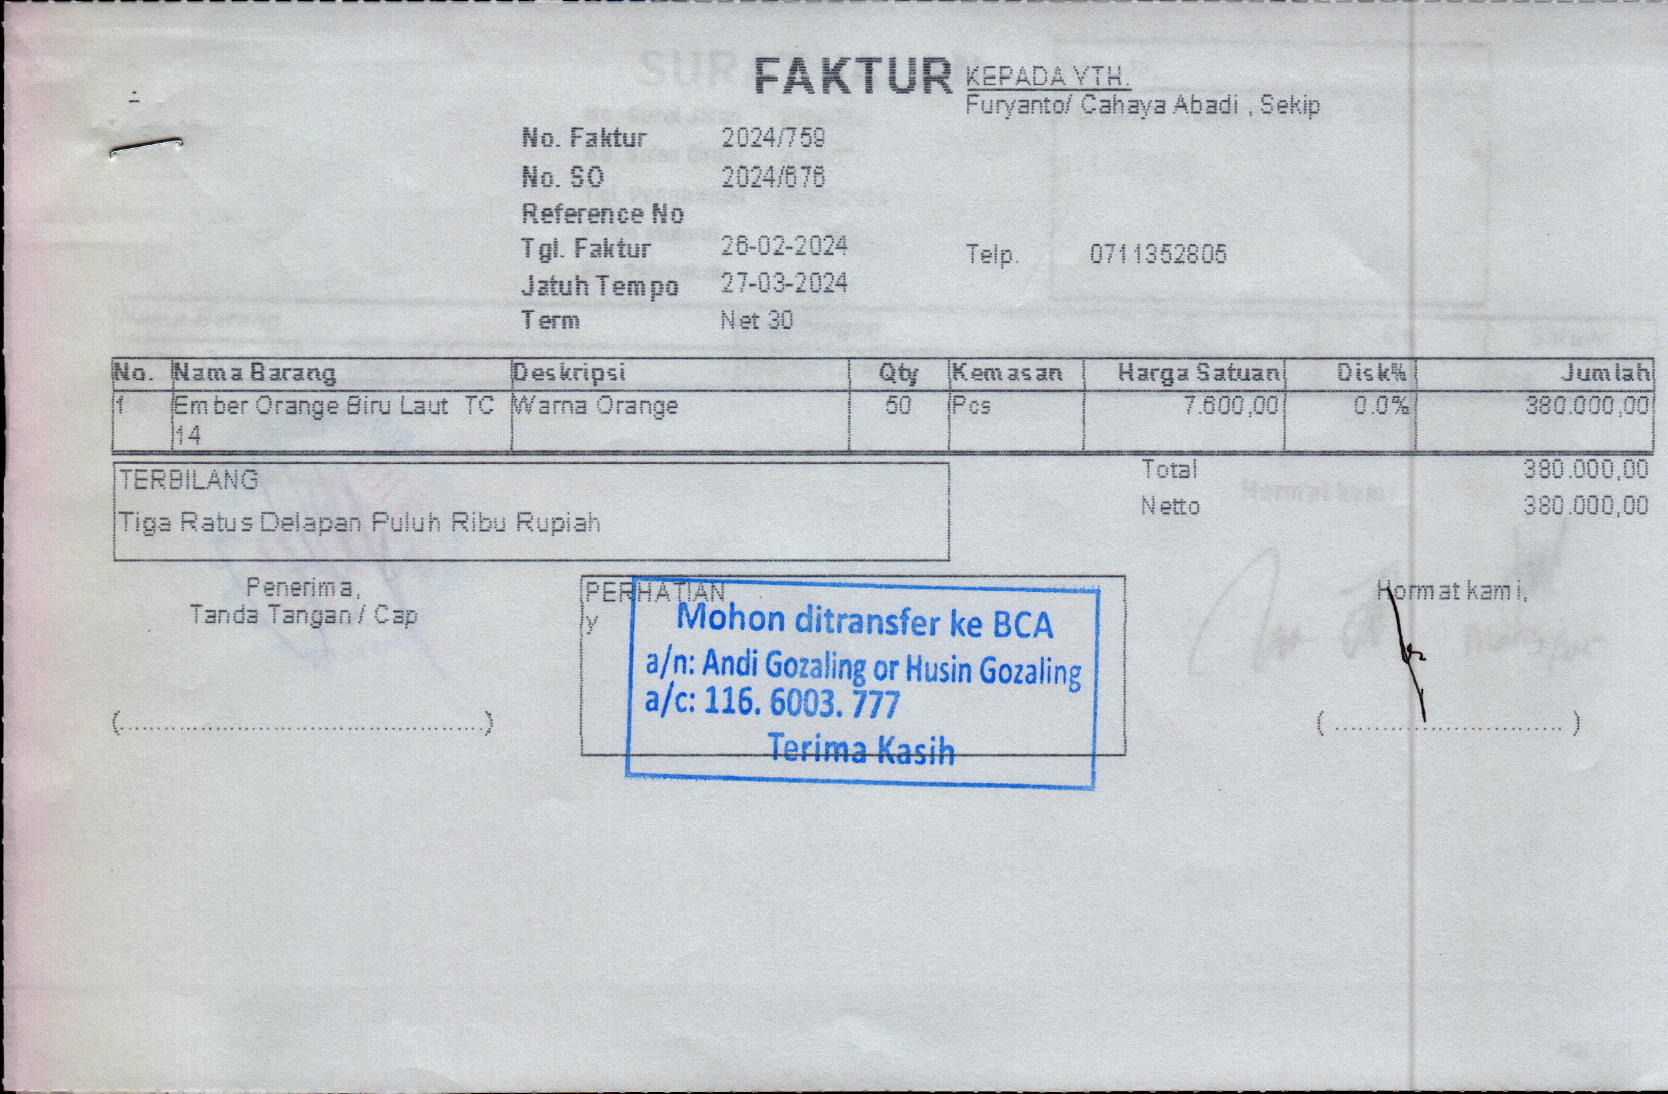 FAKTUR
KEPADA YTH.
Furyanto/ Cahaya Abadi , Sekip
No. Faktur 2024/759
No. SO 2024/676
Reference No
Tgl. Faktur 26-02-2024
Telp. 0711352805
Jatuh Tempo 27-03-2024
Term Net 30
No. Nama Barang Deskripsi Qty Kemasan Harga Satuan Disk% Jumlah
1 Ember Orange Biru Laut TC Warna Orange 50 Pcs 7.600,00 0.0% 380.000,00
14
TERBILANG
Tiga Ratus Delapan Puluh Ribu Rupiah
Total 380.000,00
Netto 380.000,00
Penerima,
Tanda Tangan / Cap
(................................................)
PERHATIAN
y
Mohon ditransfer ke BCA
a/n: Andi Gozaling or Husin Gozaling
a/c: 116. 6003. 777
Terima Kasih
Hormat kami,
( .............................. )